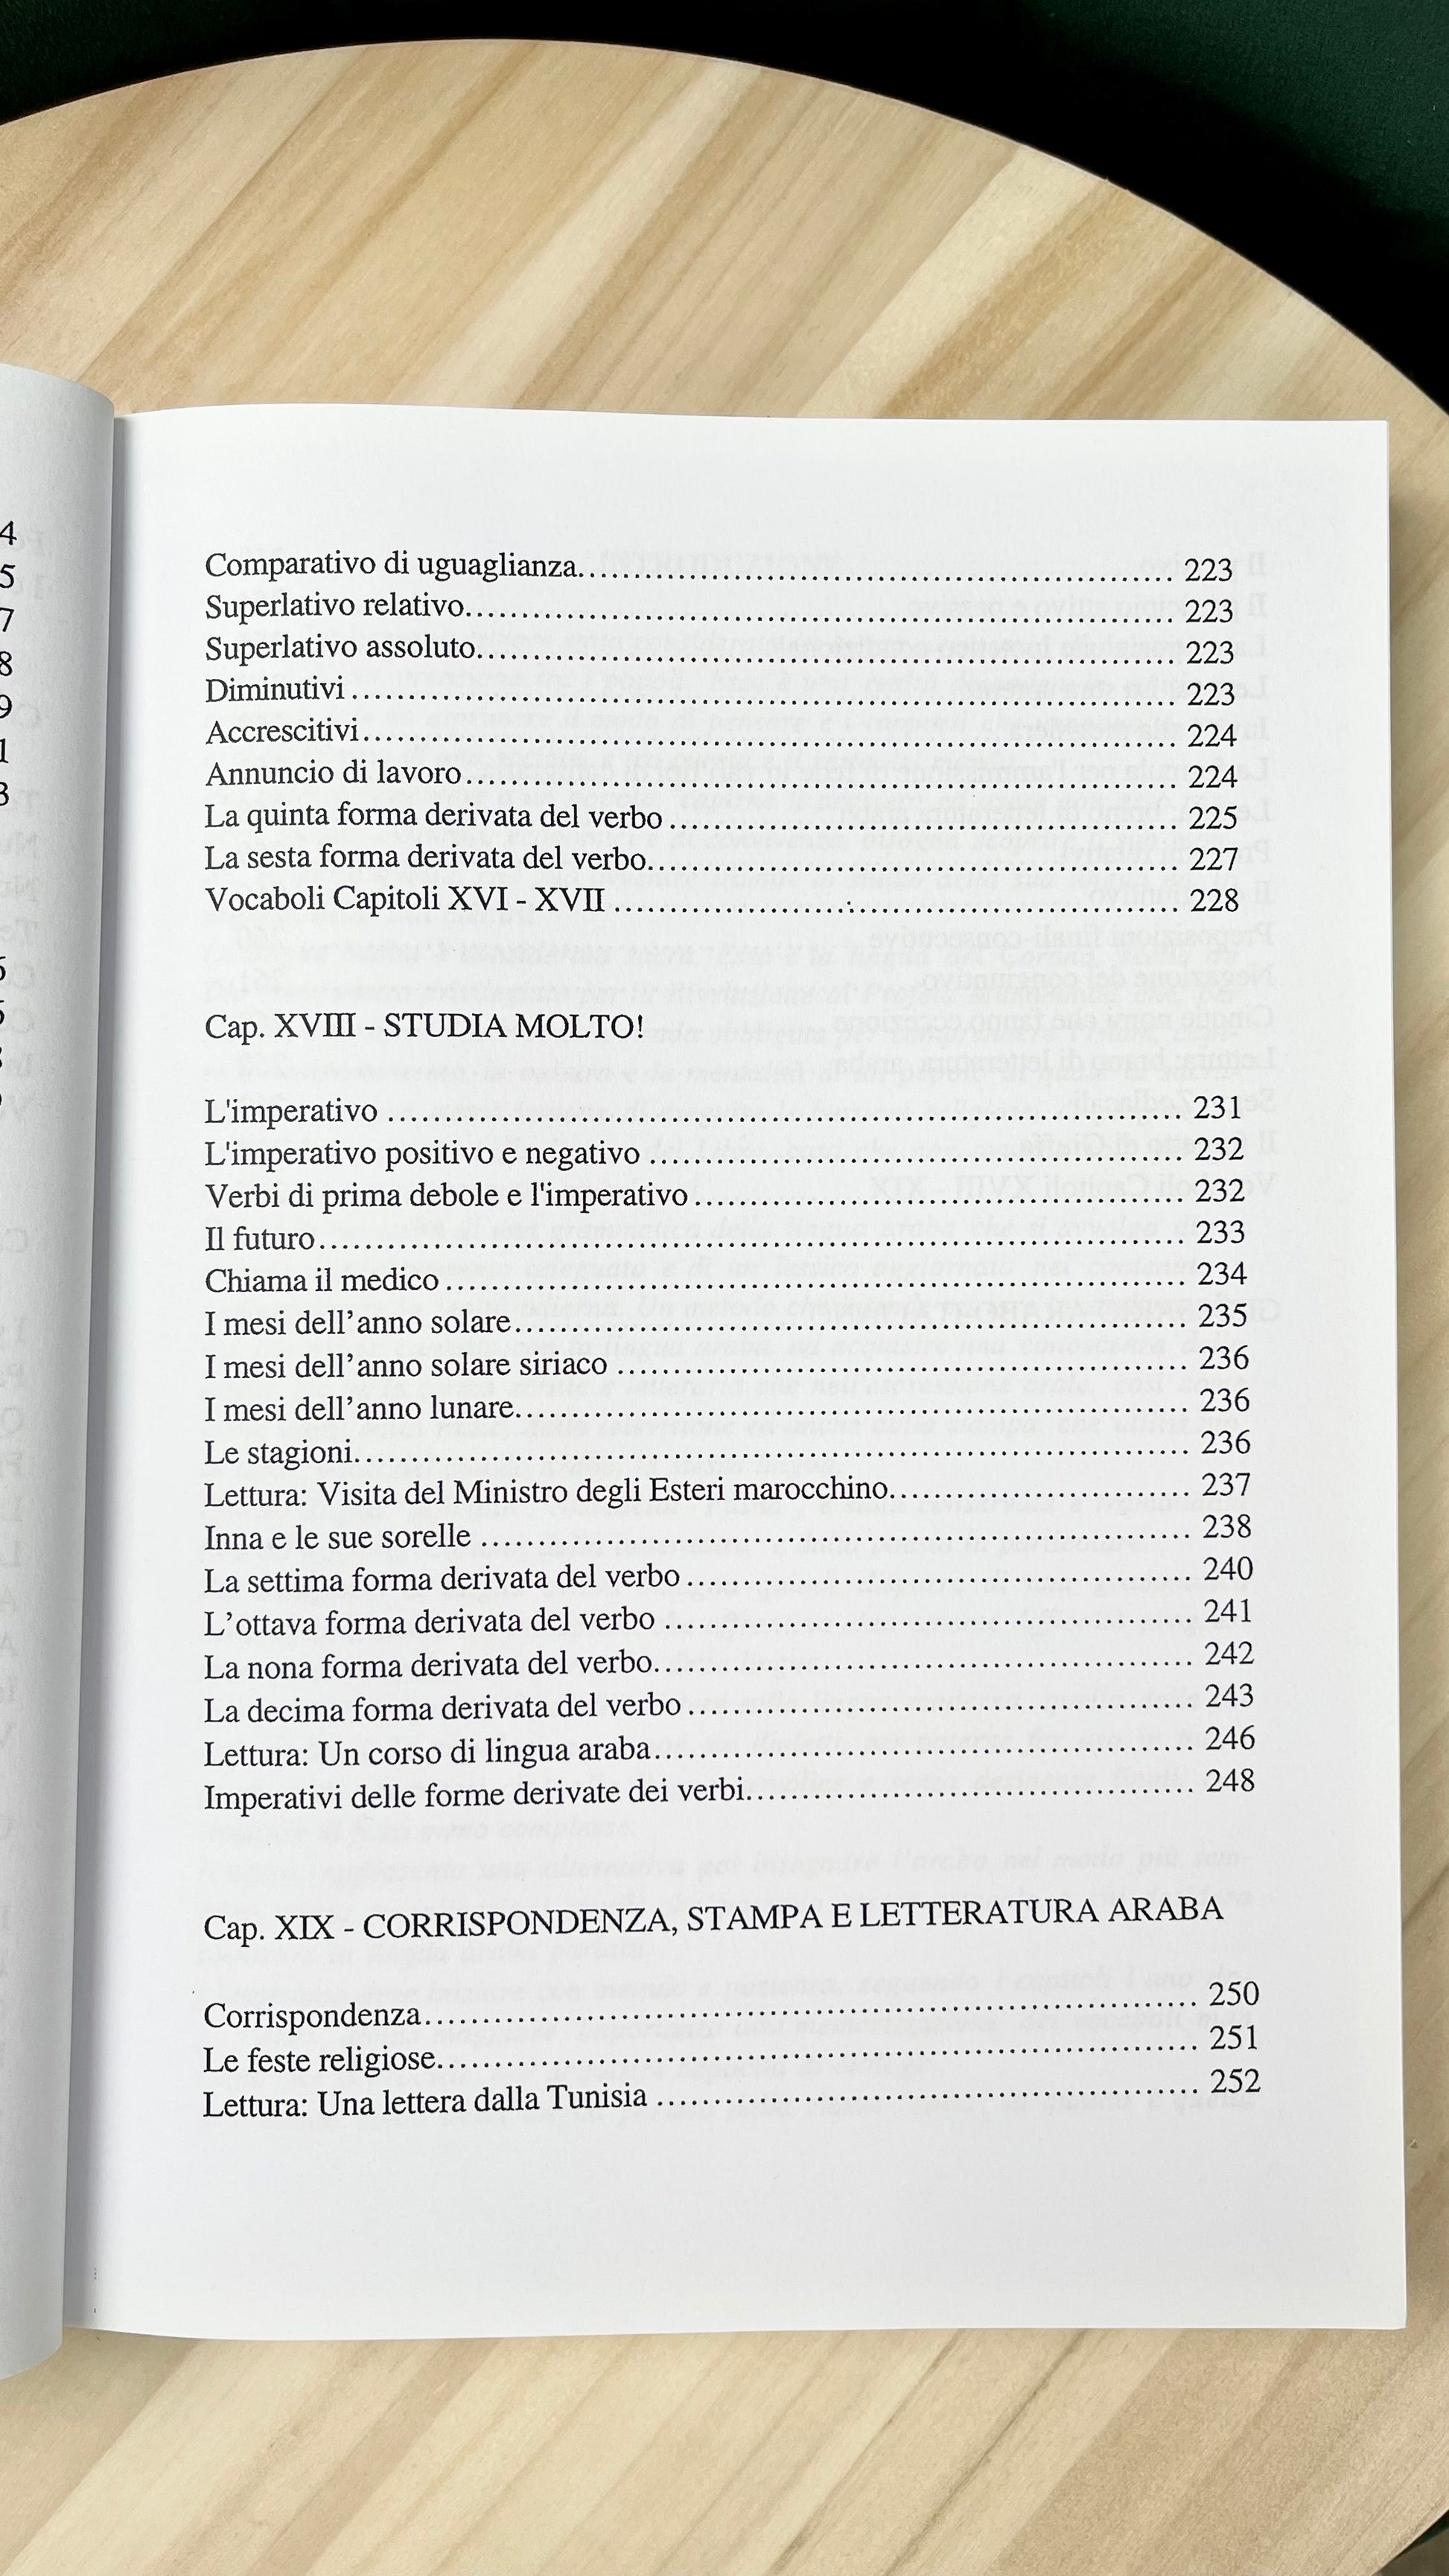 Comparativo di uguaglianza.................................................................. 223
Superlativo relativo............................................................................... 223
Superlativo assoluto.............................................................................. 223
Diminutivi ............................................................................................. 223
Accrescitivi............................................................................................ 224
Annuncio di lavoro................................................................................ 224
La quinta forma derivata del verbo ....................................................... 225
La sesta forma derivata del verbo.......................................................... 227
Vocaboli Capitoli XVI - XVII .............................................................. 228
Cap. XVIII - STUDIA MOLTO!
L'imperativo .......................................................................................... 231
L'imperativo positivo e negativo ........................................................... 232
Verbi di prima debole e l'imperativo ...................................................... 232
Il futuro.................................................................................................. 233
Chiama il medico ................................................................................... 234
I mesi dell’anno solare........................................................................... 235
I mesi dell’anno solare siriaco ............................................................... 236
I mesi dell’anno lunare........................................................................... 236
Le stagioni.............................................................................................. 236
Lettura: Visita del Ministro degli Esteri marocchino............................... 237
Inna e le sue sorelle ............................................................................... 238
La settima forma derivata del verbo ....................................................... 240
L’ottava forma derivata del verbo .......................................................... 241
La nona forma derivata del verbo........................................................... 242
La decima forma derivata del verbo ....................................................... 243
Lettura: Un corso di lingua araba........................................................... 246
Imperativi delle forme derivate dei verbi................................................ 248
Cap. XIX - CORRISPONDENZA, STAMPA E LETTERATURA ARABA
Corrispondenza...................................................................................... 250
Le feste religiose.................................................................................... 251
Lettura: Una lettera dalla Tunisia ........................................................... 252